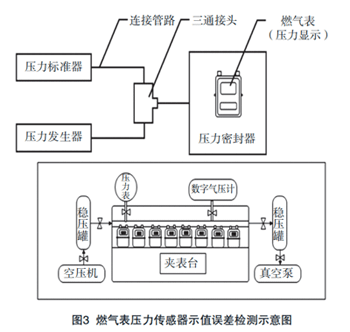 连接管路
三通接头
燃气表
（压力显示）
压力标准器
压力发生器
压力密封器
压力表
数字气压计
稳压罐
稳压罐
空压机
夹表台
真空泵
图3 燃气表压力传感器示值误差检测示意图